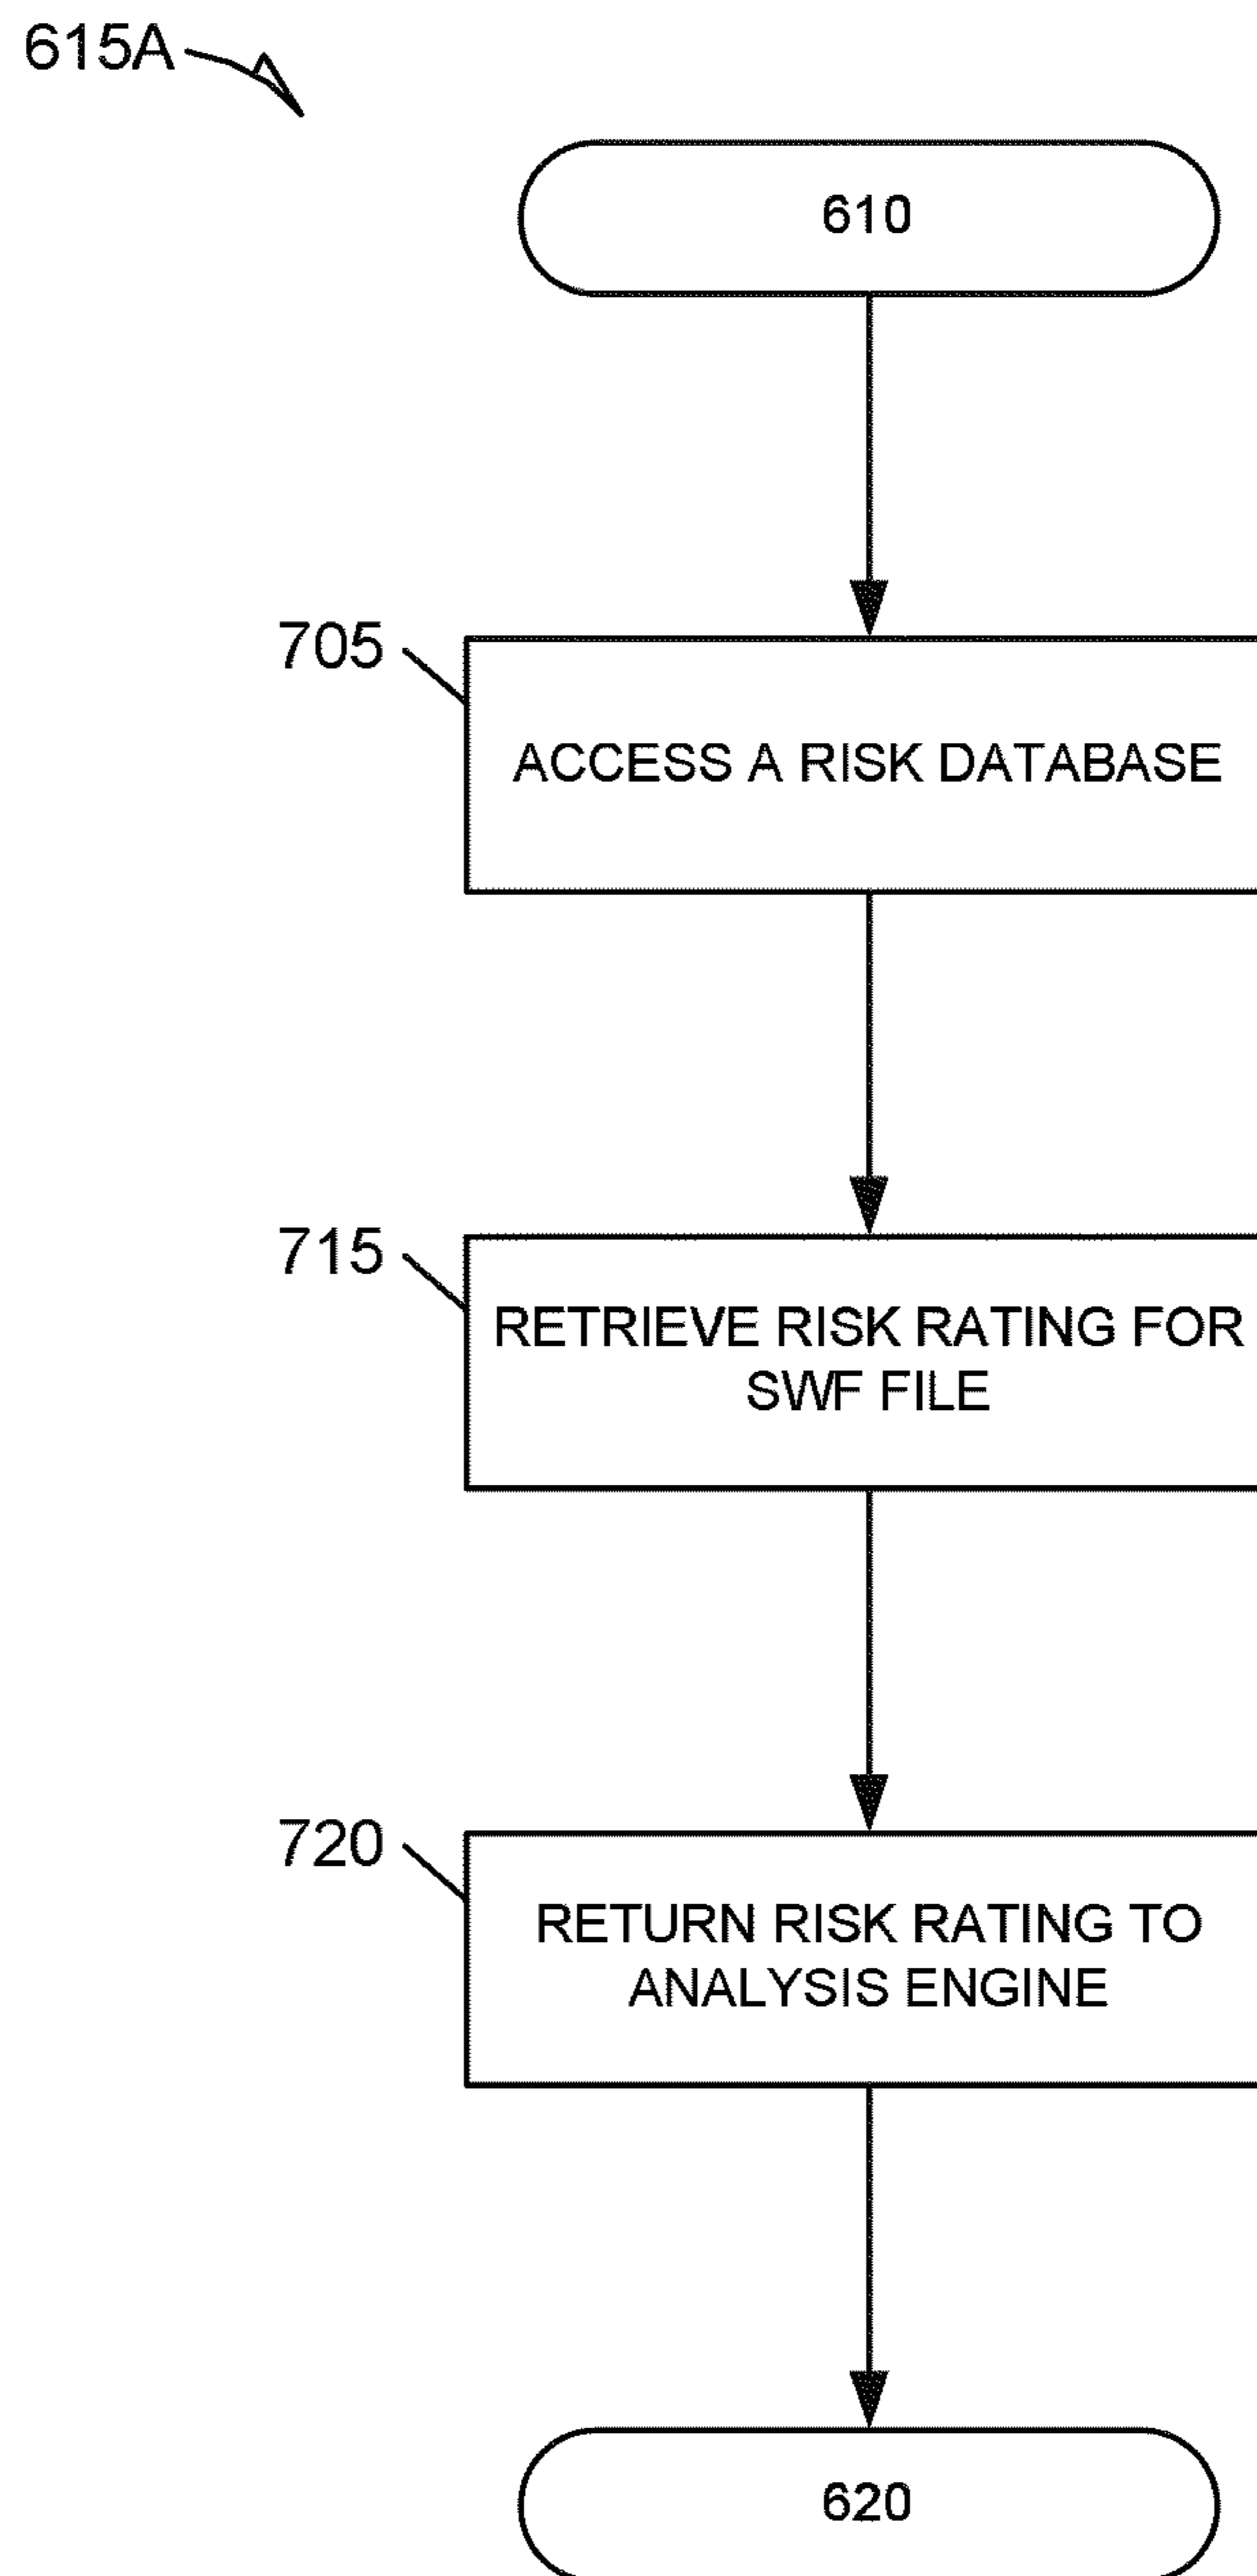 615A
610
705
ACCESS A RISK DATABASE
715
RETRIEVE RISK RATING FOR
SWF FILE
720
RETURN RISK RATING TO
ANALYSIS ENGINE
620